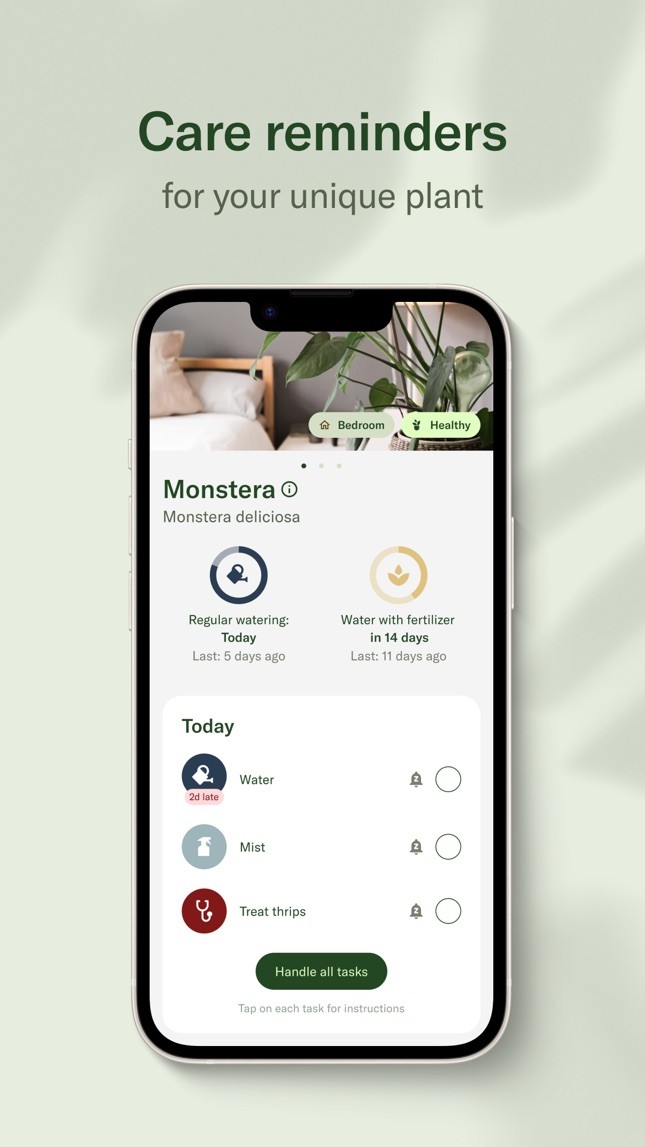 Care reminders
for your unique plant
Bedroom
Healthy
Monstera
Monstera deliciosa
Regular watering:
Today
Last: 5 days ago
Water with fertilizer
in 14 days
Last: 11 days ago
Today
Water
2d late
Mist
Treat thrips
Handle all tasks
Tap on each task for instructions